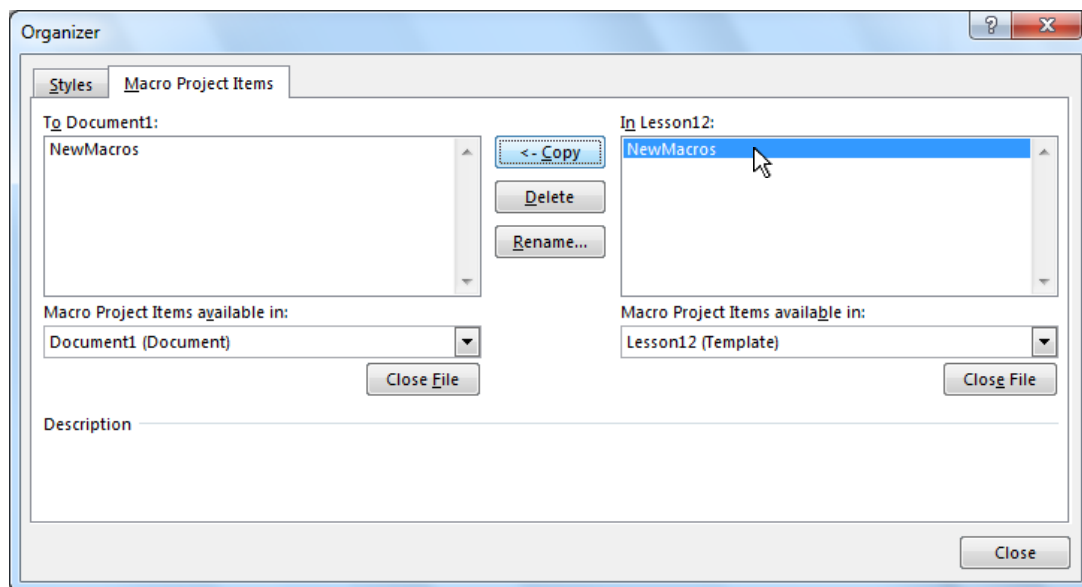 Organizer
Styles
Macro Project Items
To Document1:
NewMacros
<- Copy
Delete
Rename...
In Lesson12:
NewMacros
Macro Project Items available in:
Document1 (Document)
Close File
Macro Project Items available in:
Lesson12 (Template)
Close File
Description
Close